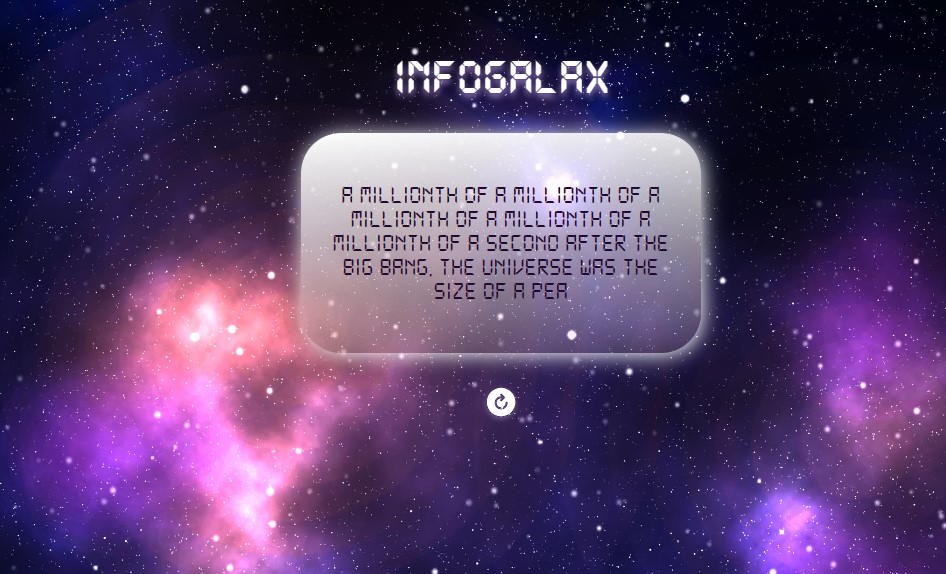 INFOGALAX
A MILLIONTH OF A MILLIONTH OF A
MILLIONTH OF A MILLIONTH OF A
MILLIONTH OF A SECOND AFTER THE
BIG BANG, THE UNIVERSE WAS THE
SIZE OF A PEA